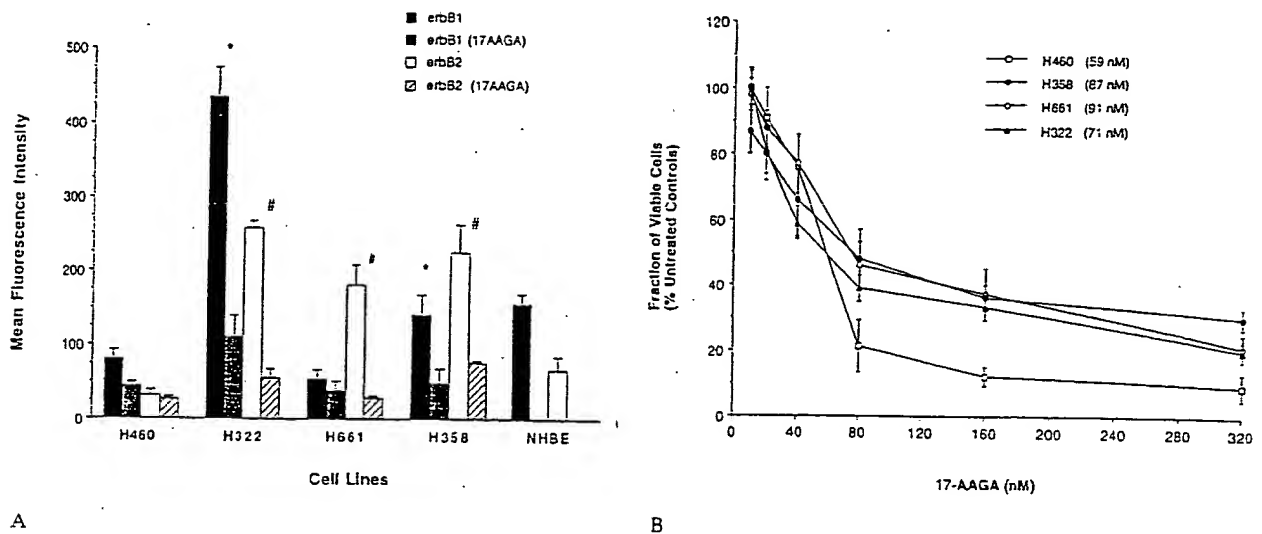 erbB1
erbB1 (17AAGA)
erbB2
erbB2 (17AAGA)
Mean Fluorescence Intensity
500
400
300
200
100
0
*
#
#
*
#
H460
H322
H661
H358
NHBE
Cell Lines
A
Fraction of Viable Cells
(% Untreated Controls)
120
100
80
60
40
20
0
H460 (59 nM)
H358 (87 nM)
H661 (91 nM)
H322 (71 nM)
0
40
80
120
160
200
240
280
320
17-AAGA (nM)
B